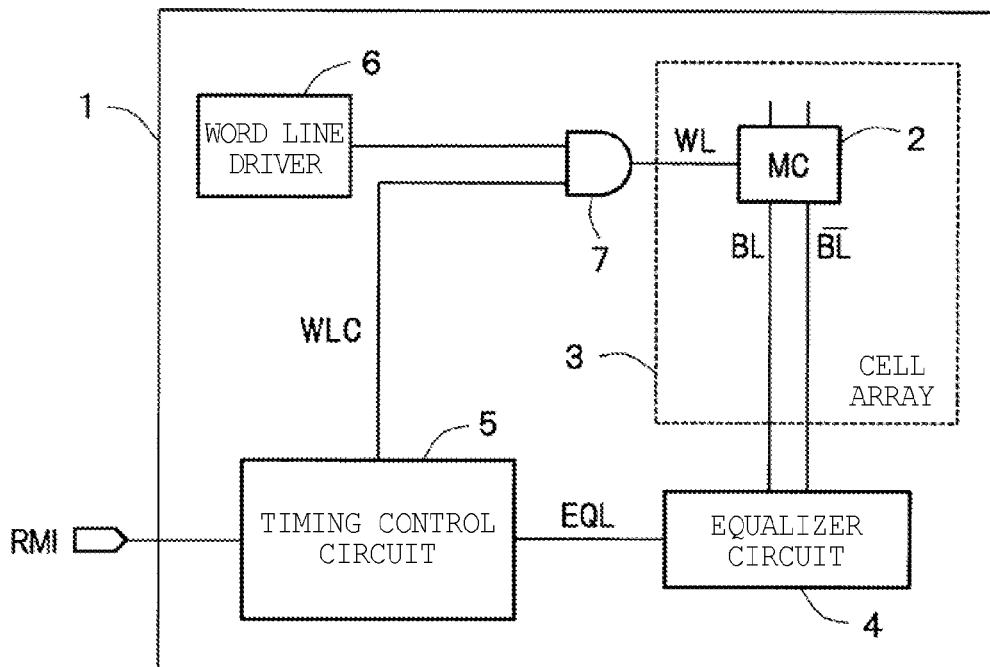 6
1
WORD LINE
DRIVER
WL
MC
2
7
BL
B̅L̅
WLC
3
CELL
ARRAY
5
RMI
TIMING CONTROL
CIRCUIT
EQL
EQUALIZER
CIRCUIT
4